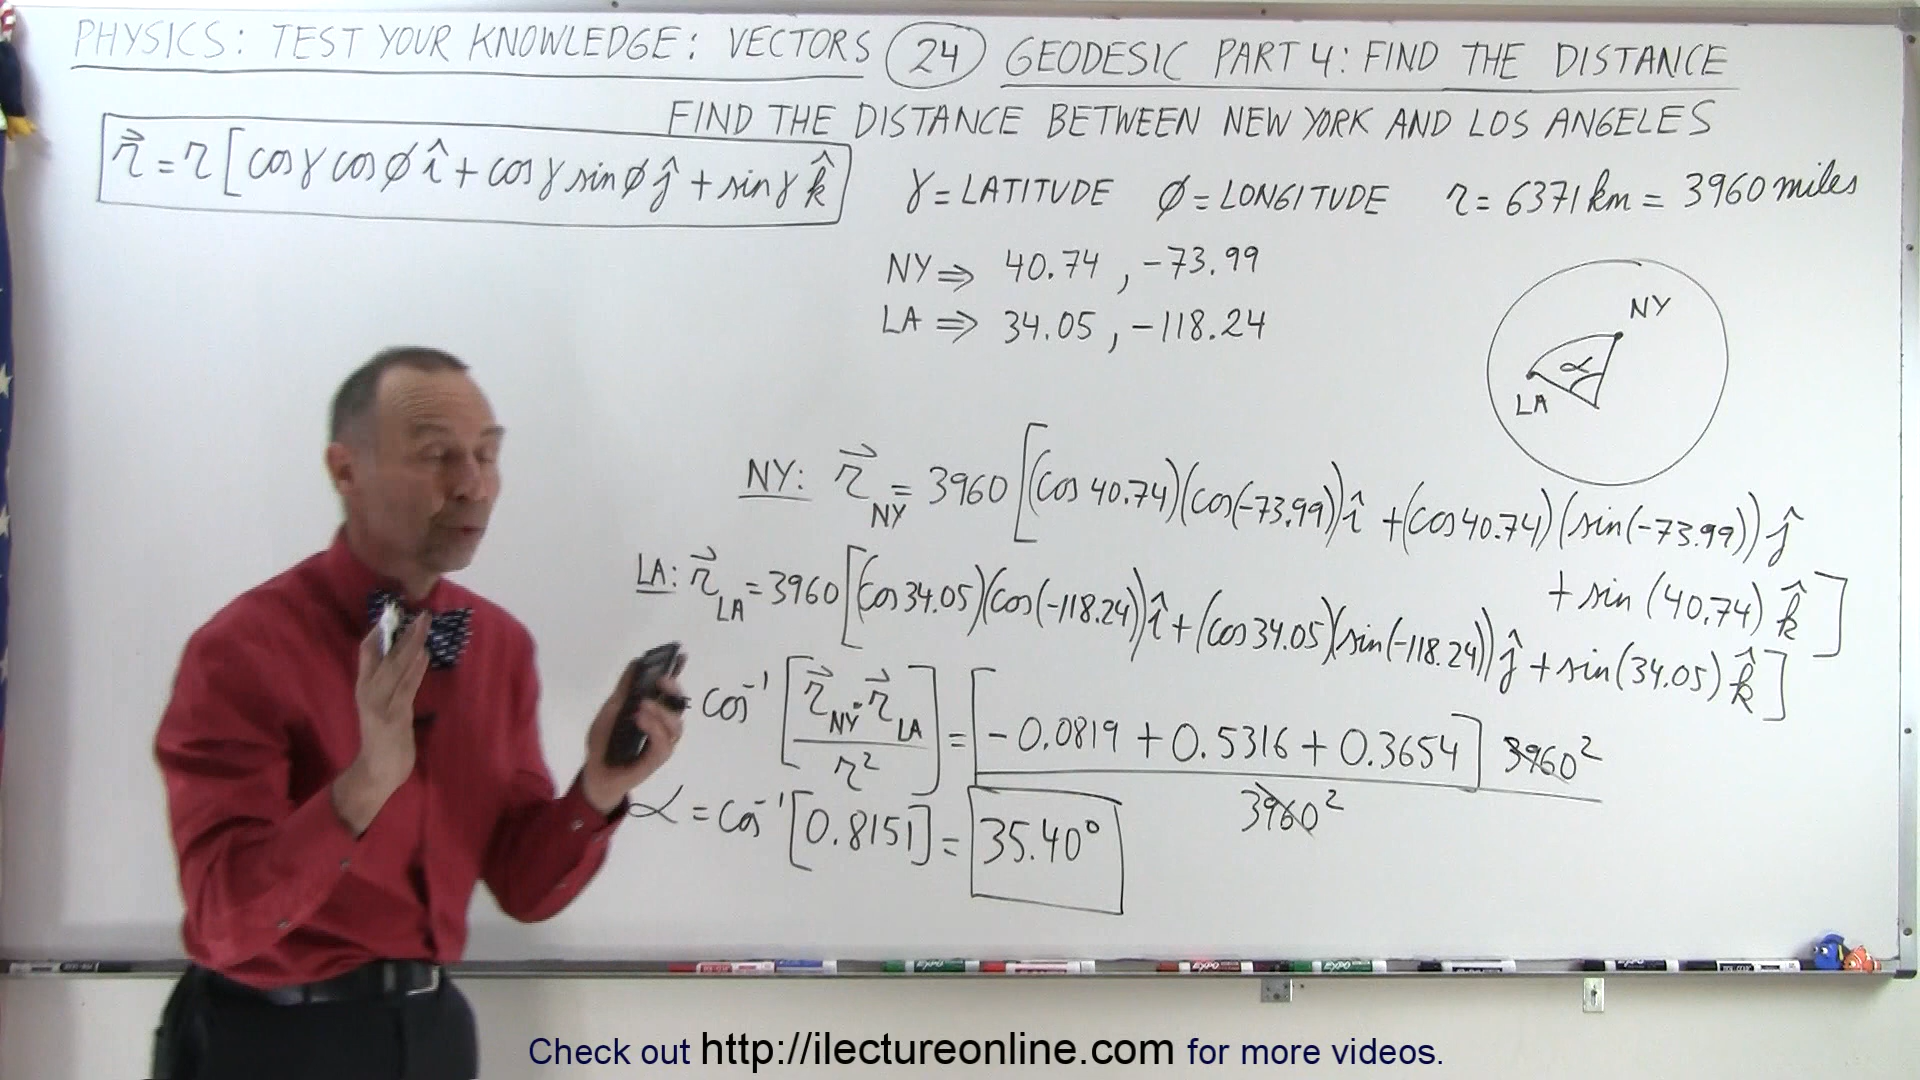 PHYSICS: TEST YOUR KNOWLEDGE: VECTORS 24 GEODESIC PART 4: FIND THE DISTANCE
FIND THE DISTANCE BETWEEN NEW YORK AND LOS ANGELES
r⃗ = r [cos γ cos ϕ î + cos γ sin ϕ ĵ + sin γ k̂]
γ = LATITUDE ϕ = LONGITUDE r = 6371 km = 3960 miles
NY ⇒ 40.74 , -73.99
LA ⇒ 34.05 , -118.24
NY
α
LA
NY: r⃗ NY = 3960 [(cos 40.74)(cos(-73.99)) î + (cos 40.74)(sin(-73.99)) ĵ
+ sin (40.74) k̂ ]
LA: r⃗ LA = 3960 [(cos 34.05)(cos(-118.24)) î + (cos 34.05)(sin(-118.24)) ĵ + sin(34.05) k̂ ]
= cos⁻¹ [ r⃗ NY · r⃗ LA / r² ] = [-0.0819 + 0.5316 + 0.3654] 3960² / 3960²
α = cos⁻¹ [0.8151] = 35.40°
EXPO EXPO EXPO
Check out http://ilectureonline.com for more videos.